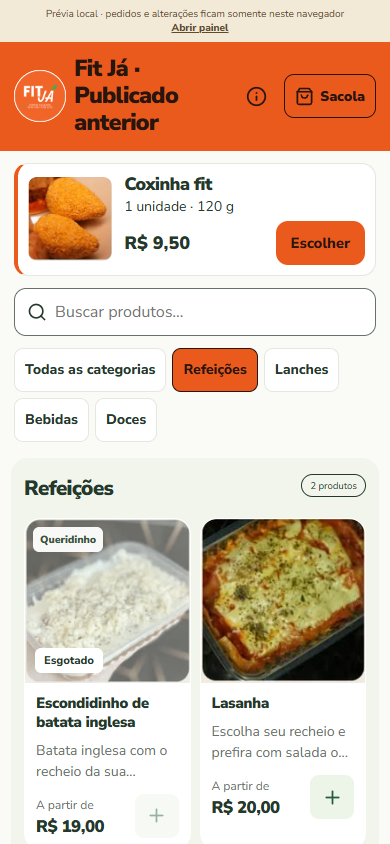 Prévia local · pedidos e alterações ficam somente neste navegador
Abrir painel
FIT
JÁ
Fit Já ·
Publicado
anterior
Sacola
Coxinha fit
1 unidade · 120 g
R$ 9,50
Escolher
Buscar produtos...
Todas as categorias
Refeições
Lanches
Bebidas
Doces
Refeições
2 produtos
Queridinho
Esgotado
Escondidinho de
batata inglesa
Batata inglesa com o
recheio da sua...
A partir de
R$ 19,00
Lasanha
Escolha seu recheio e
prefira com salada o...
A partir de
R$ 20,00